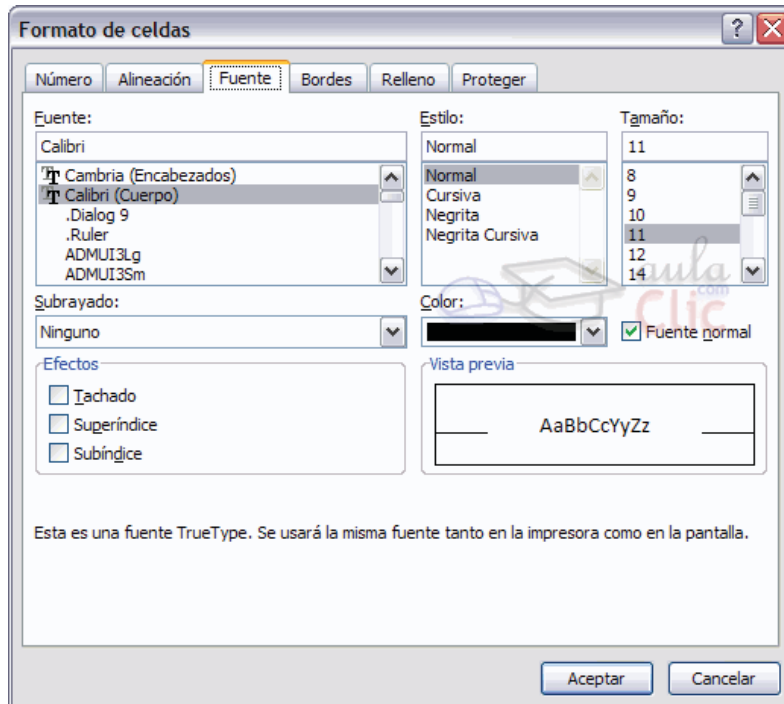 Formato de celdas
Número Alineación Fuente Bordes Relleno Proteger
Fuente: Estilo: Tamaño:
Calibri Normal 11
Cambria (Encabezados) Normal 8
Calibri (Cuerpo) Cursiva 9
.Dialog 9 Negrita 10
.Ruler Negrita Cursiva 11
ADMUI3Lg 12
ADMUI3Sm 14
aula
.com
Clic
Subrayado: Color:
Ninguno Fuente normal
Efectos Vista previa
Tachado
Superíndice AaBbCcYyZz
Subíndice
Esta es una fuente TrueType. Se usará la misma fuente tanto en la impresora como en la pantalla.
Aceptar Cancelar